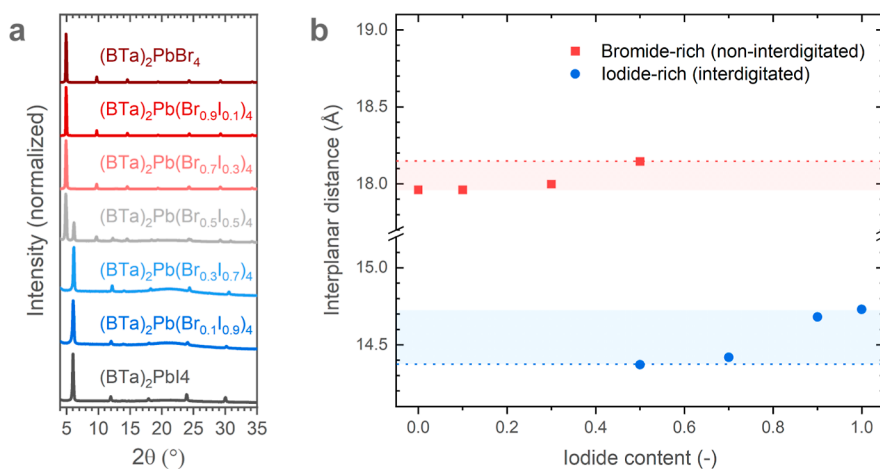 a
(BTa)₂PbBr₄
(BTa)₂Pb(Br₀.₉I₀.₁)₄
(BTa)₂Pb(Br₀.₇I₀.₃)₄
(BTa)₂Pb(Br₀.₅I₀.₅)₄
(BTa)₂Pb(Br₀.₃I₀.₇)₄
(BTa)₂Pb(Br₀.₁I₀.₉)₄
(BTa)₂PbI4
Intensity (normalized)
5 10 15 20 25 30 35
2θ (°)
b
Bromide-rich (non-interdigitated)
Iodide-rich (interdigitated)
Interplanar distance (Å)
19.0
18.5
18.0
15.0
14.5
0.0 0.2 0.4 0.6 0.8 1.0
Iodide content (-)